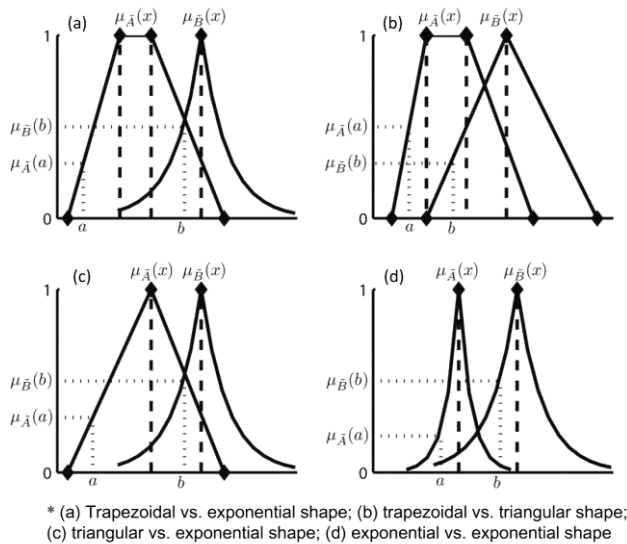 (a) μ_Ã(x) μ_B̃(x)
1
μ_B̃(b)
μ_Ã(a)
0
a b
(b) μ_Ã(x) μ_B̃(x)
1
μ_Ã(a)
μ_B̃(b)
0
a b
(c) μ_Ã(x) μ_B̃(x)
1
μ_B̃(b)
μ_Ã(a)
0
a b
(d) μ_Ã(x) μ_B̃(x)
1
μ_B̃(b)
μ_Ã(a)
0
a b
* (a) Trapezoidal vs. exponential shape; (b) trapezoidal vs. triangular shape;
(c) triangular vs. exponential shape; (d) exponential vs. exponential shape